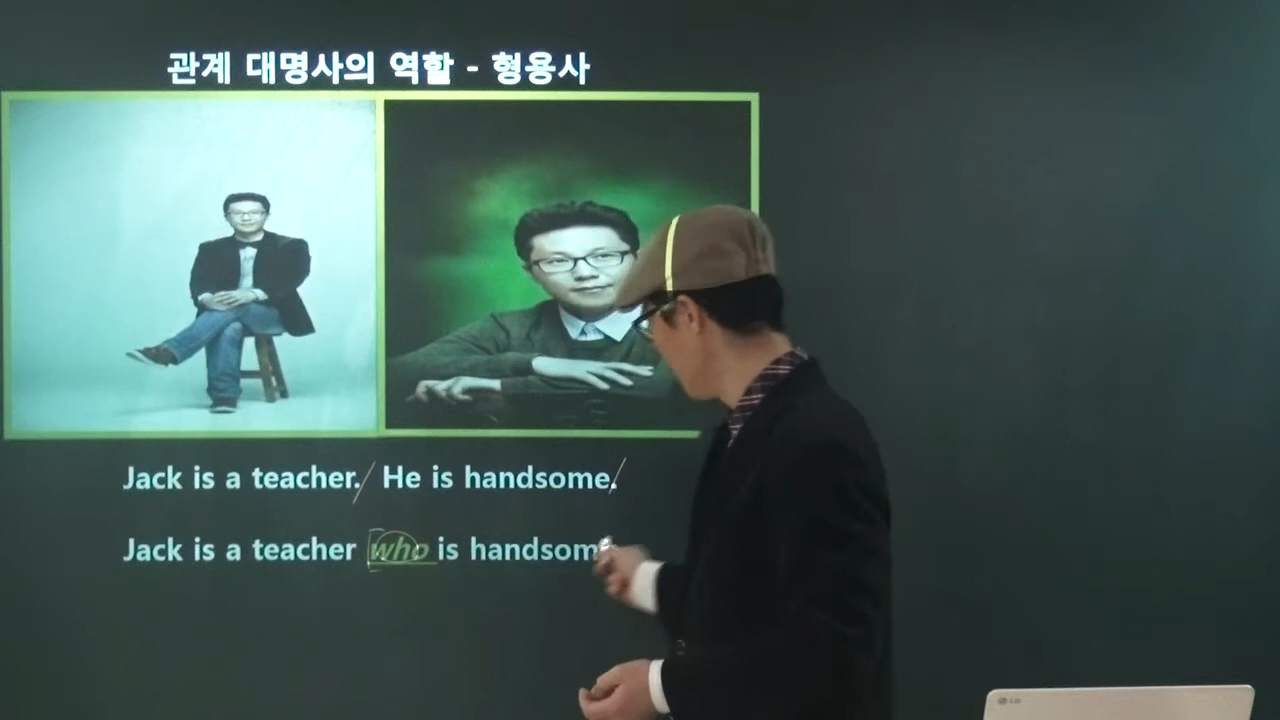 관계 대명사의 역할 - 형용사
Jack is a teacher. He is handsome.
Jack is a teacher who is handsom
LG